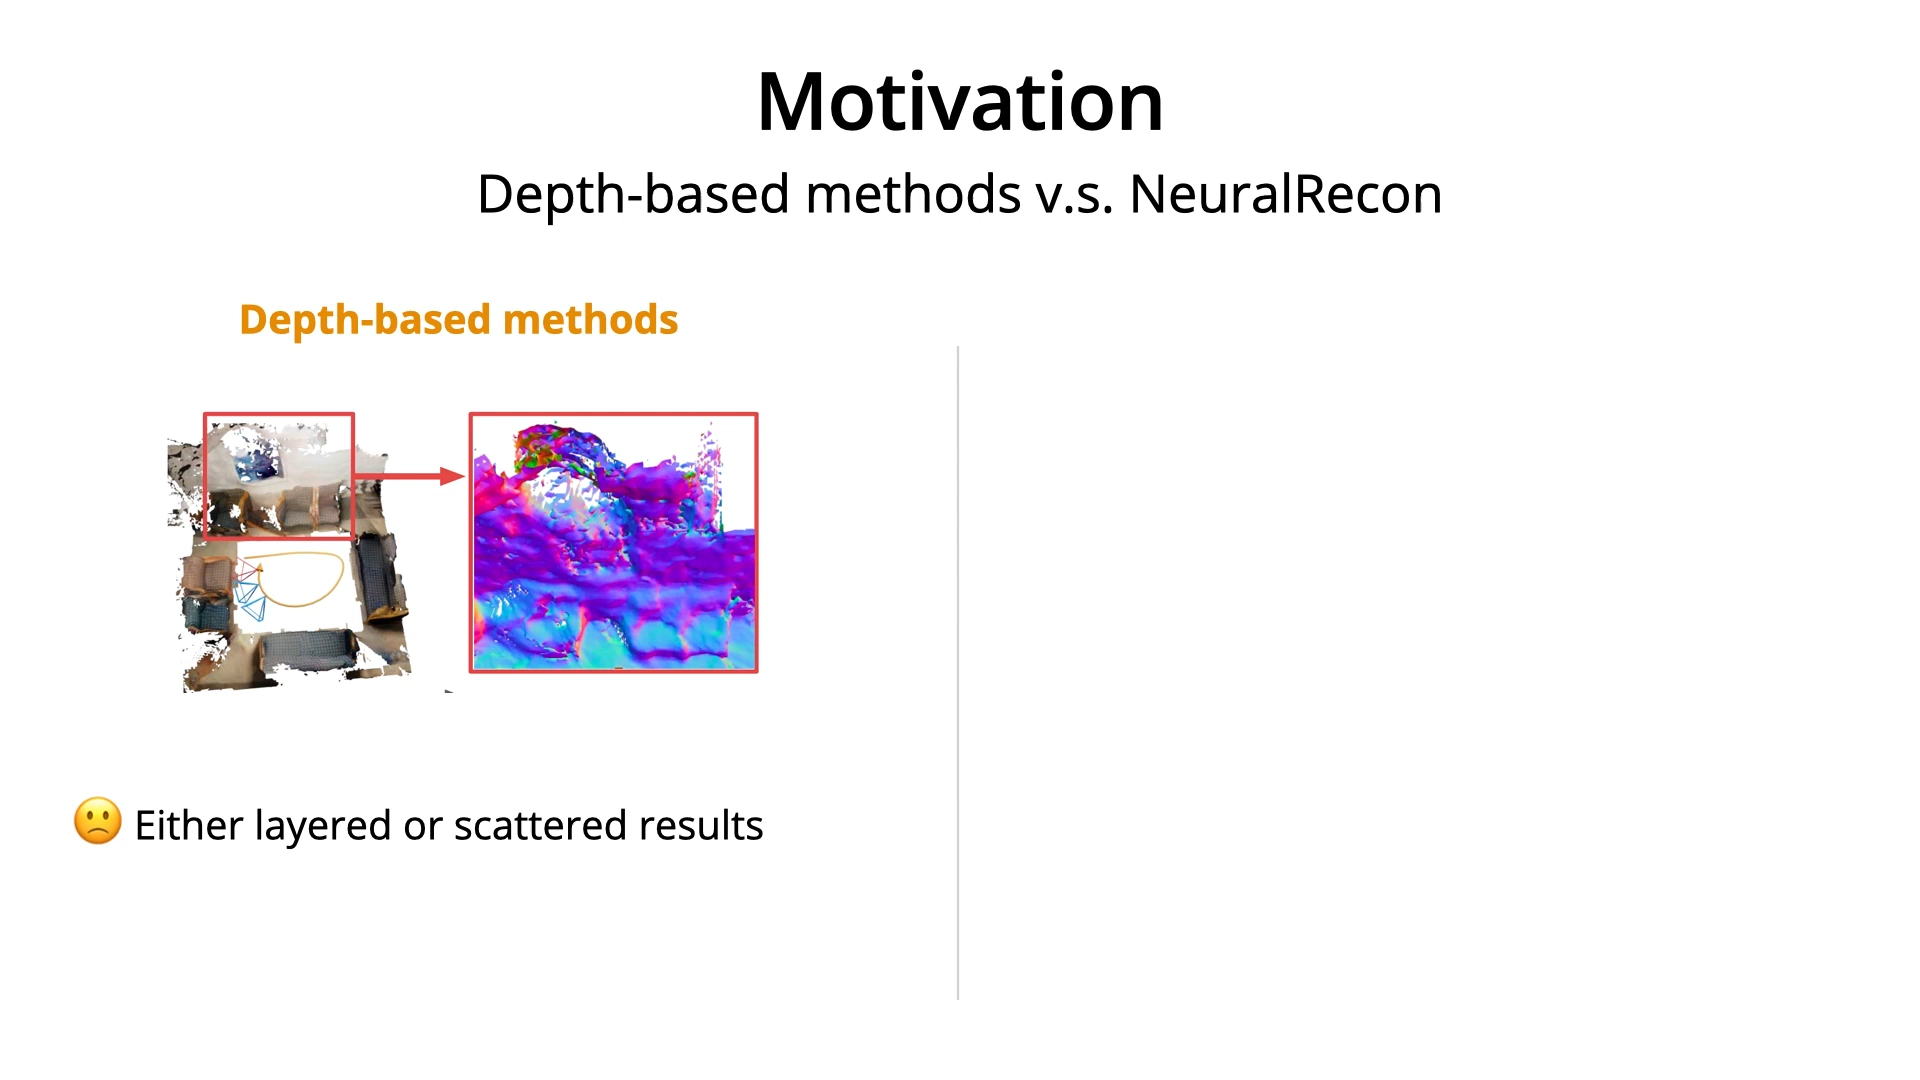 Motivation
Depth-based methods v.s. NeuralRecon
Depth-based methods
Either layered or scattered results